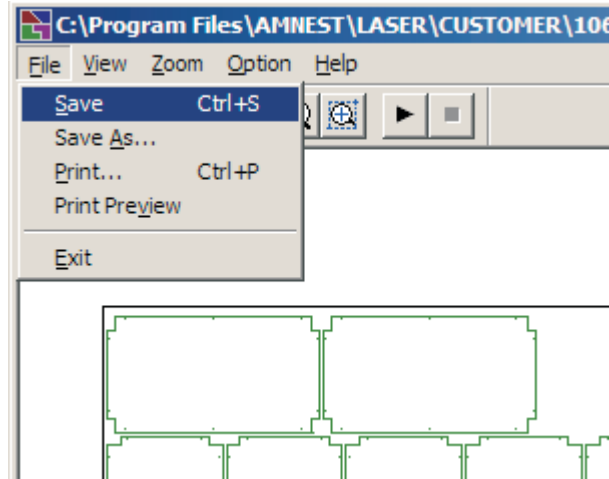 C:\Program Files\AMNEST\LASER\CUSTOMER\106
File View Zoom Option Help
Save Ctrl+S
Save As...
Print... Ctrl+P
Print Preview
Exit